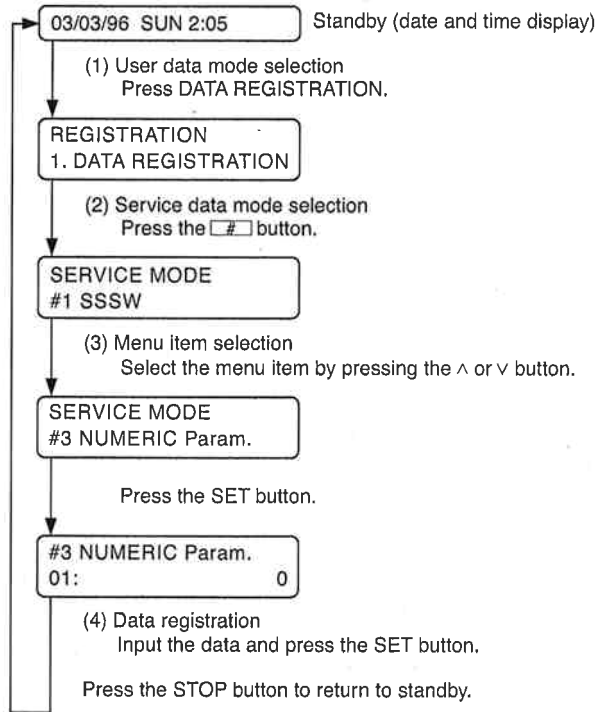 03/03/96 SUN 2:05 Standby (date and time display)
(1) User data mode selection
Press DATA REGISTRATION.
REGISTRATION
1. DATA REGISTRATION
(2) Service data mode selection
Press the # button.
SERVICE MODE
#1 SSSW
(3) Menu item selection
Select the menu item by pressing the ∧ or ∨ button.
SERVICE MODE
#3 NUMERIC Param.
Press the SET button.
#3 NUMERIC Param.
01: 0
(4) Data registration
Input the data and press the SET button.
Press the STOP button to return to standby.